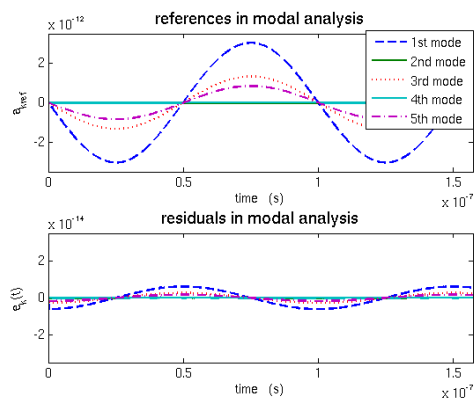 references in modal analysis
x 10-12
2
0
-2
akref
1st mode
2nd mode
3rd mode
4th mode
5th mode
0
0.5
1
1.5
time (s)
x 10-7
residuals in modal analysis
x 10-14
2
0
-2
ek(t)
0
0.5
1
1.5
time (s)
x 10-7